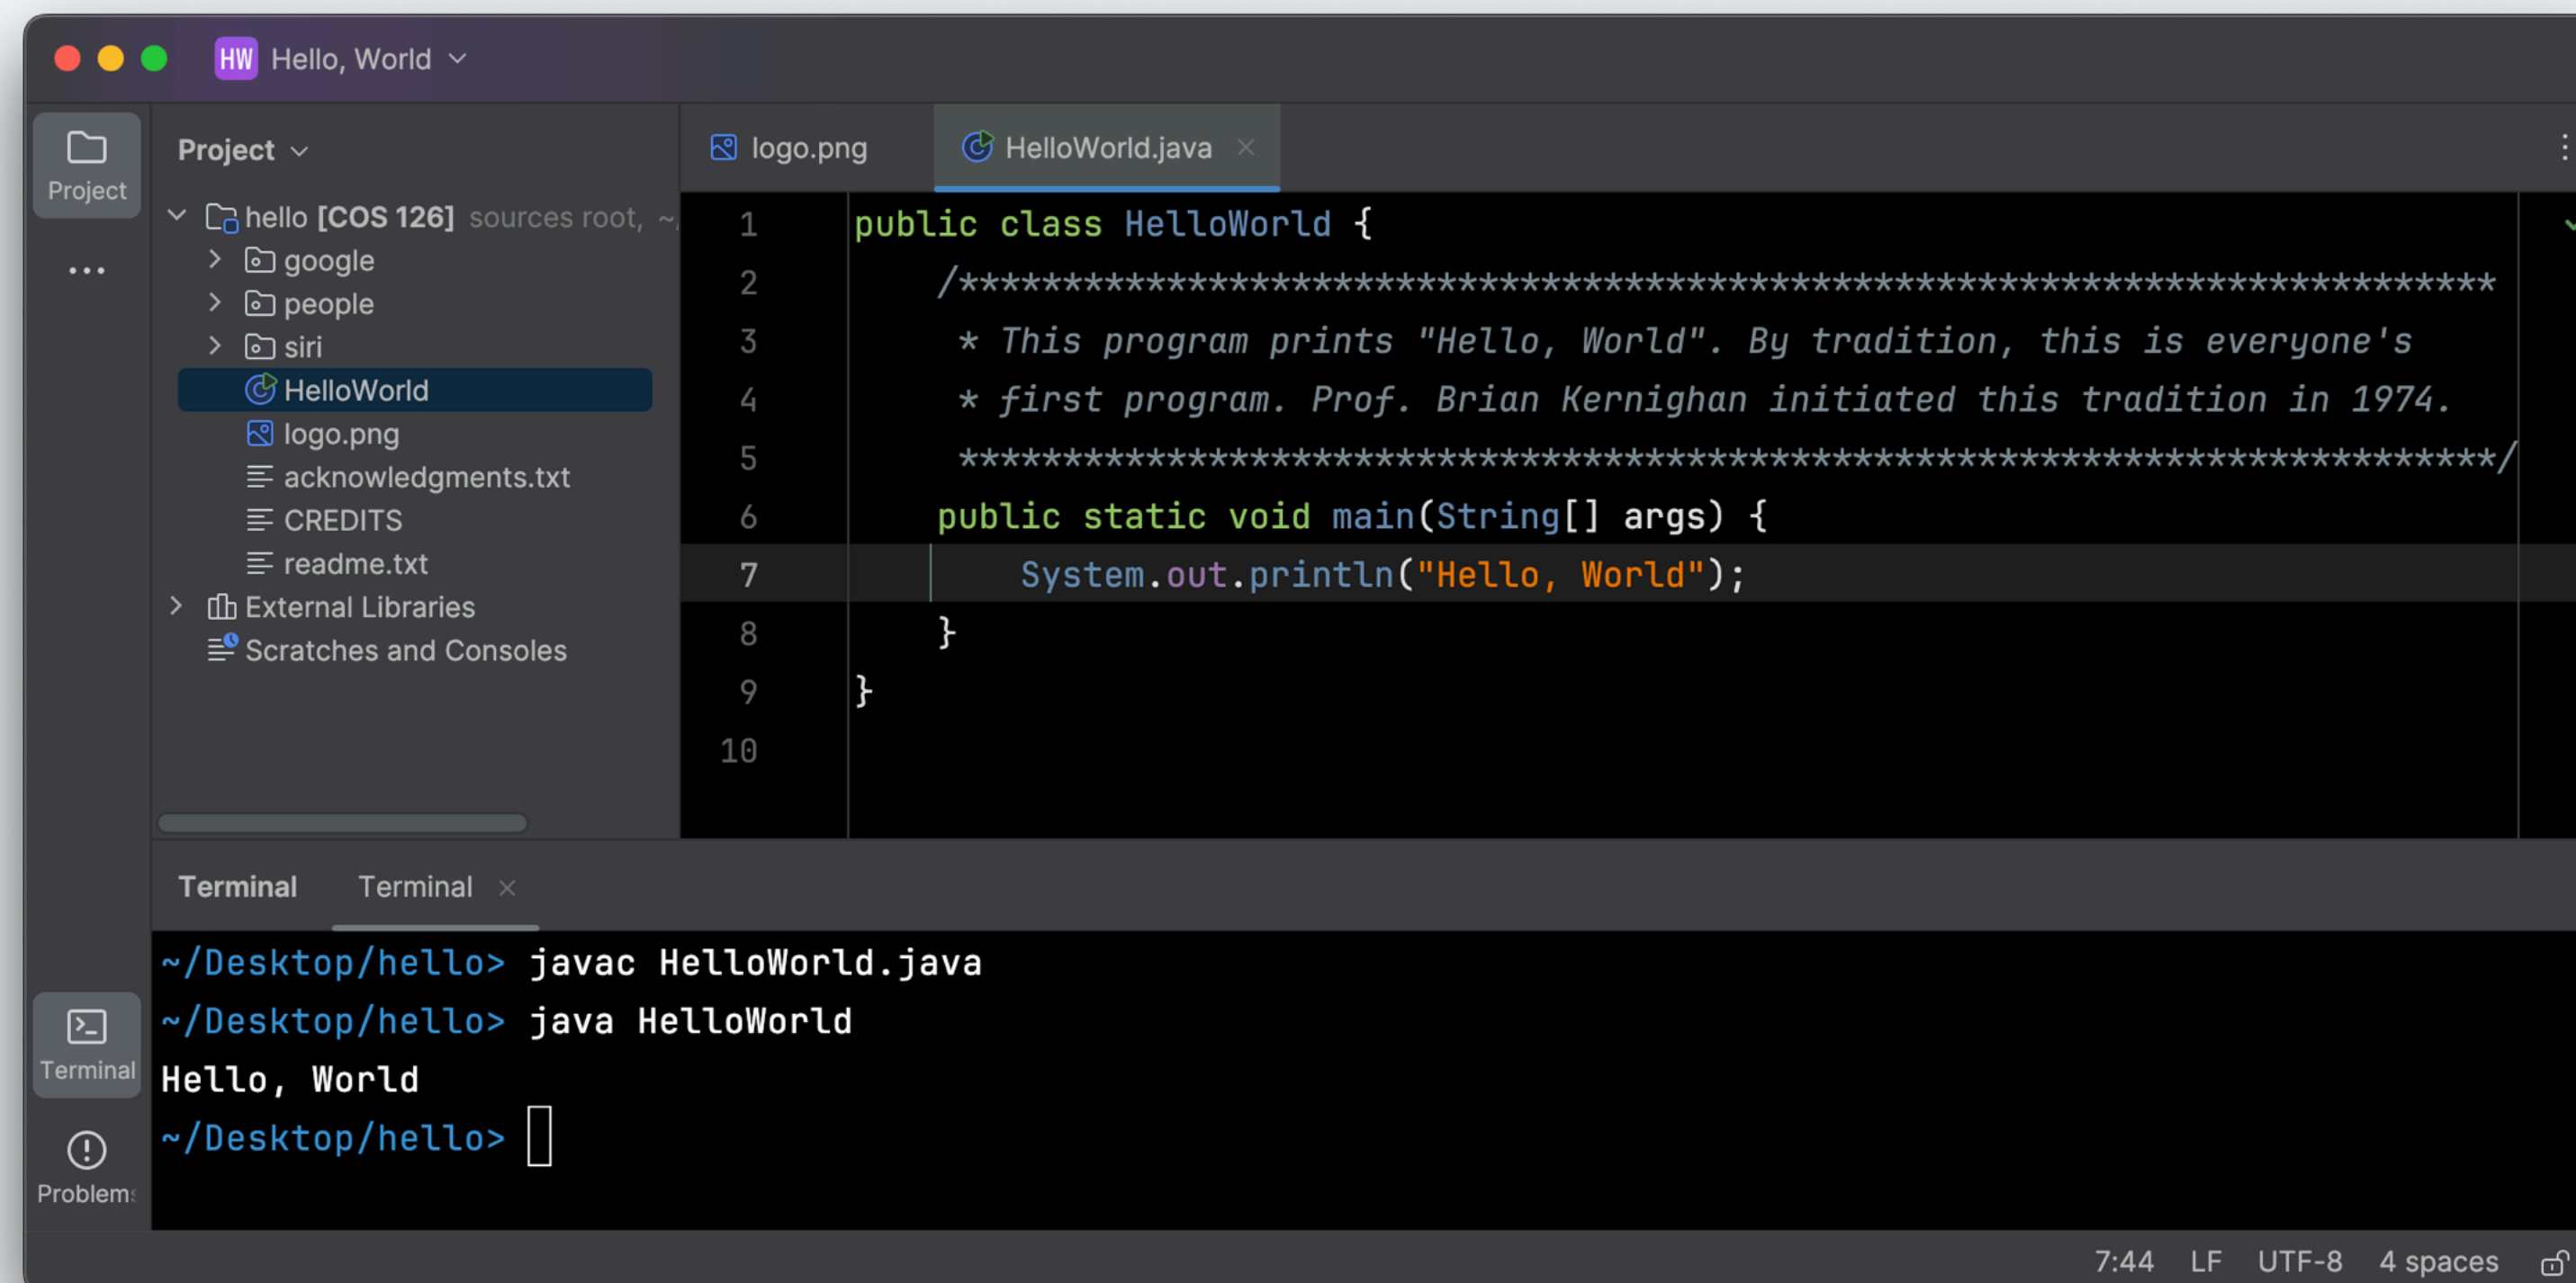 HW Hello, World
Project
Project
hello [COS 126] sources root, ~/
google
people
siri
HelloWorld
logo.png
acknowledgments.txt
CREDITS
readme.txt
External Libraries
Scratches and Consoles
logo.png HelloWorld.java
1 public class HelloWorld {
2 /**************************************************************************
3 * This program prints "Hello, World". By tradition, this is everyone's
4 * first program. Prof. Brian Kernighan initiated this tradition in 1974.
5 **************************************************************************/
6 public static void main(String[] args) {
7 System.out.println("Hello, World");
8 }
9 }
10
Terminal Terminal
~/Desktop/hello> javac HelloWorld.java
~/Desktop/hello> java HelloWorld
Hello, World
~/Desktop/hello>
Terminal
Problems
7:44 LF UTF-8 4 spaces